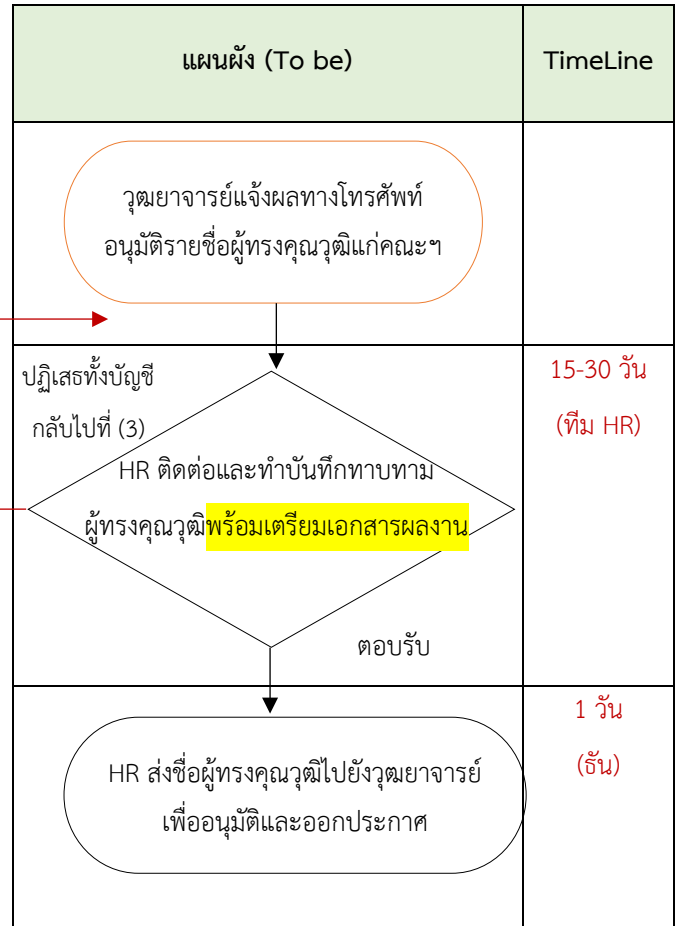 แผนผัง (To be)
TimeLine
วุฒยาจารย์แจ้งผลทางโทรศัพท์
อนุมัติรายชื่อผู้ทรงคุณวุฒิแก่คณะฯ
ปฏิเสธทั้งบัญชี
กลับไปที่ (3)
HR ติดต่อและทำบันทึกทาบทาม
ผู้ทรงคุณวุฒิพร้อมเตรียมเอกสารผลงาน
ตอบรับ
15-30 วัน
(ทีม HR)
HR ส่งชื่อผู้ทรงคุณวุฒิไปยังวุฒยาจารย์
เพื่ออนุมัติและออกประกาศ
1 วัน
(ธัน)